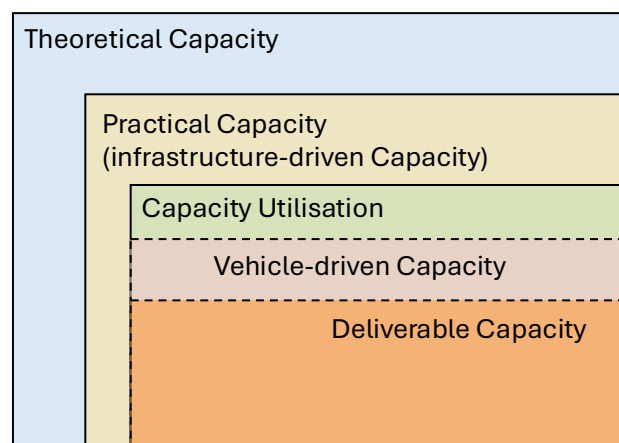 Theoretical Capacity
Practical Capacity
(infrastructure-driven Capacity)
Capacity Utilisation
Vehicle-driven Capacity
Deliverable Capacity